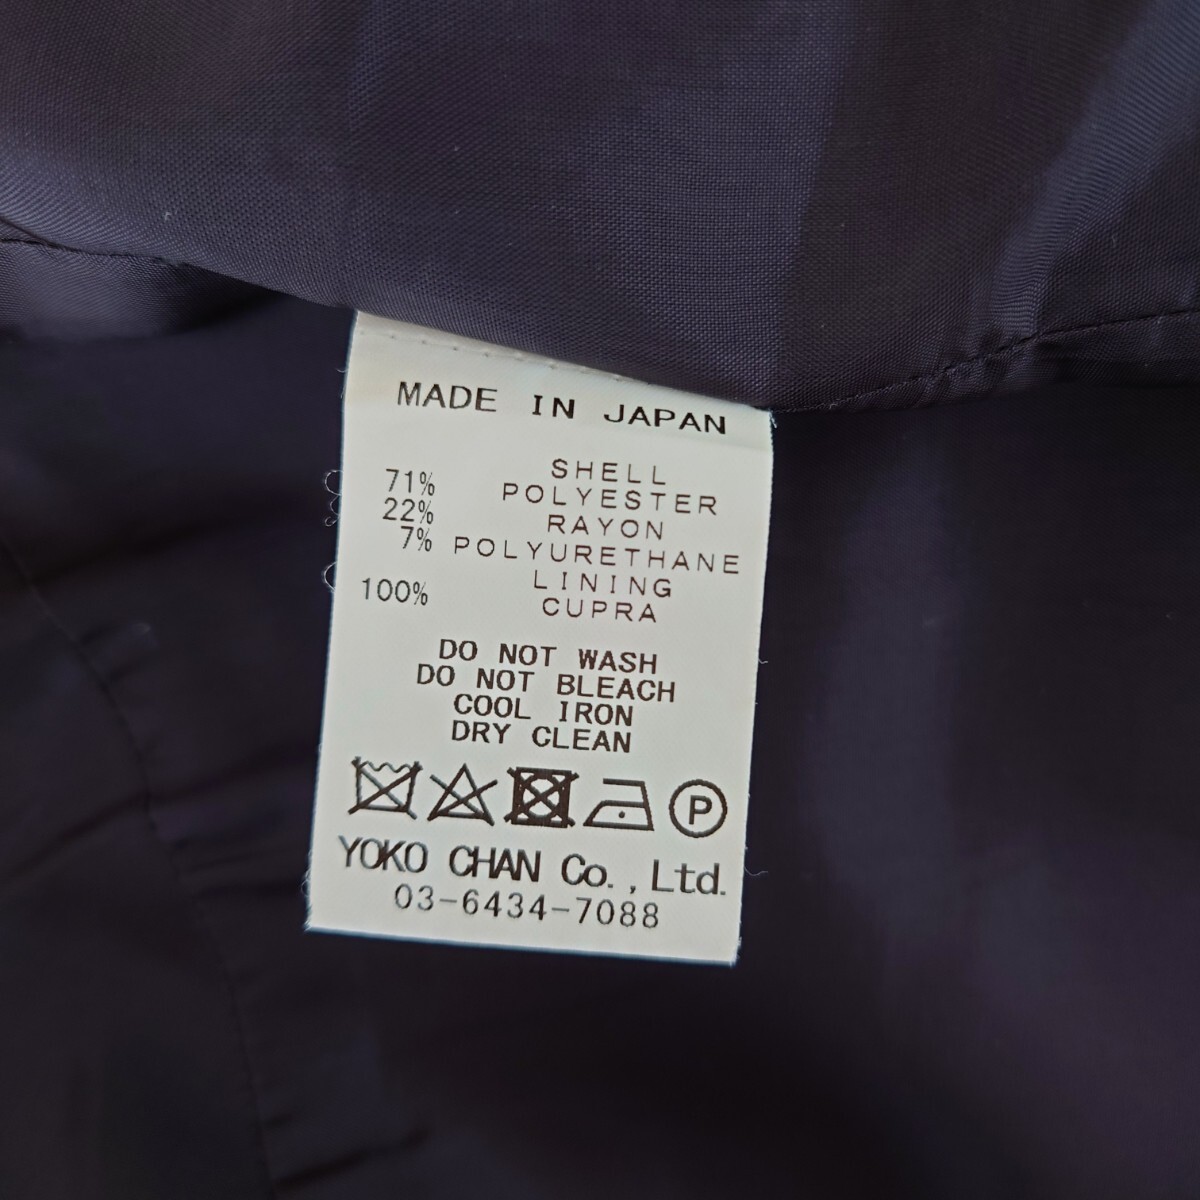 MADE IN JAPAN
SHELL
71% POLYESTER
22% RAYON
7% POLYURETHANE
LINING
100% CUPRA
DO NOT WASH
DO NOT BLEACH
COOL IRON
DRY CLEAN
P
YOKO CHAN Co., Ltd.
03-6434-7088